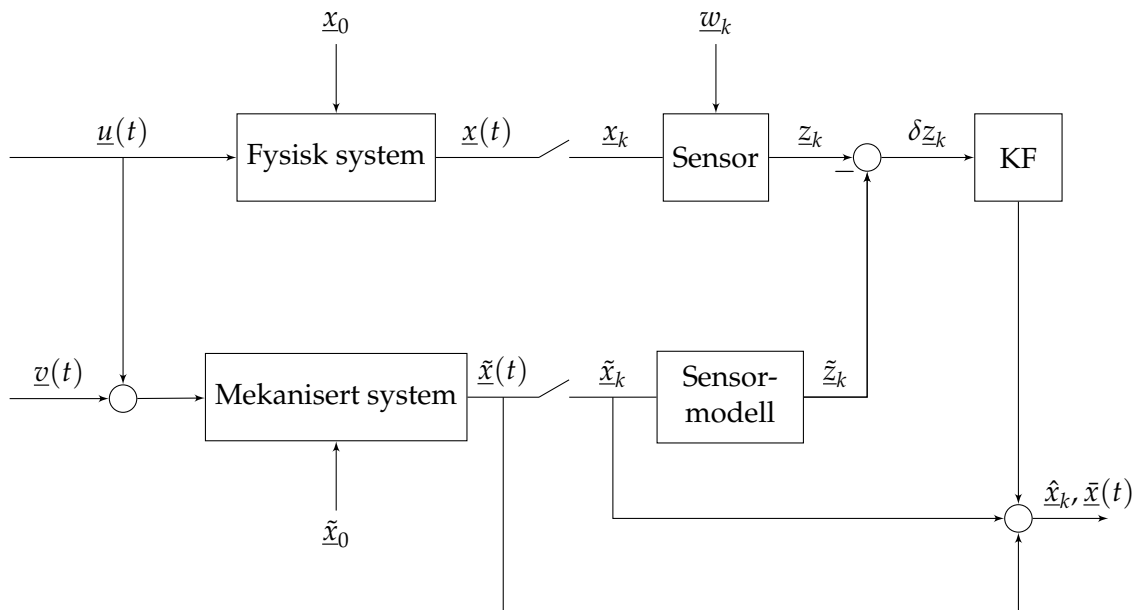 x̲₀
w̲ₖ
u̲(t)
Fysisk system
x̲(t)
x̲ₖ
Sensor
z̲ₖ
−
δz̲ₖ
KF
v̲(t)
Mekanisert system
x̲̃(t)
x̲̃ₖ
Sensor-
modell
z̲̃ₖ
x̲̃₀
x̲̂ₖ, x̲̄(t)